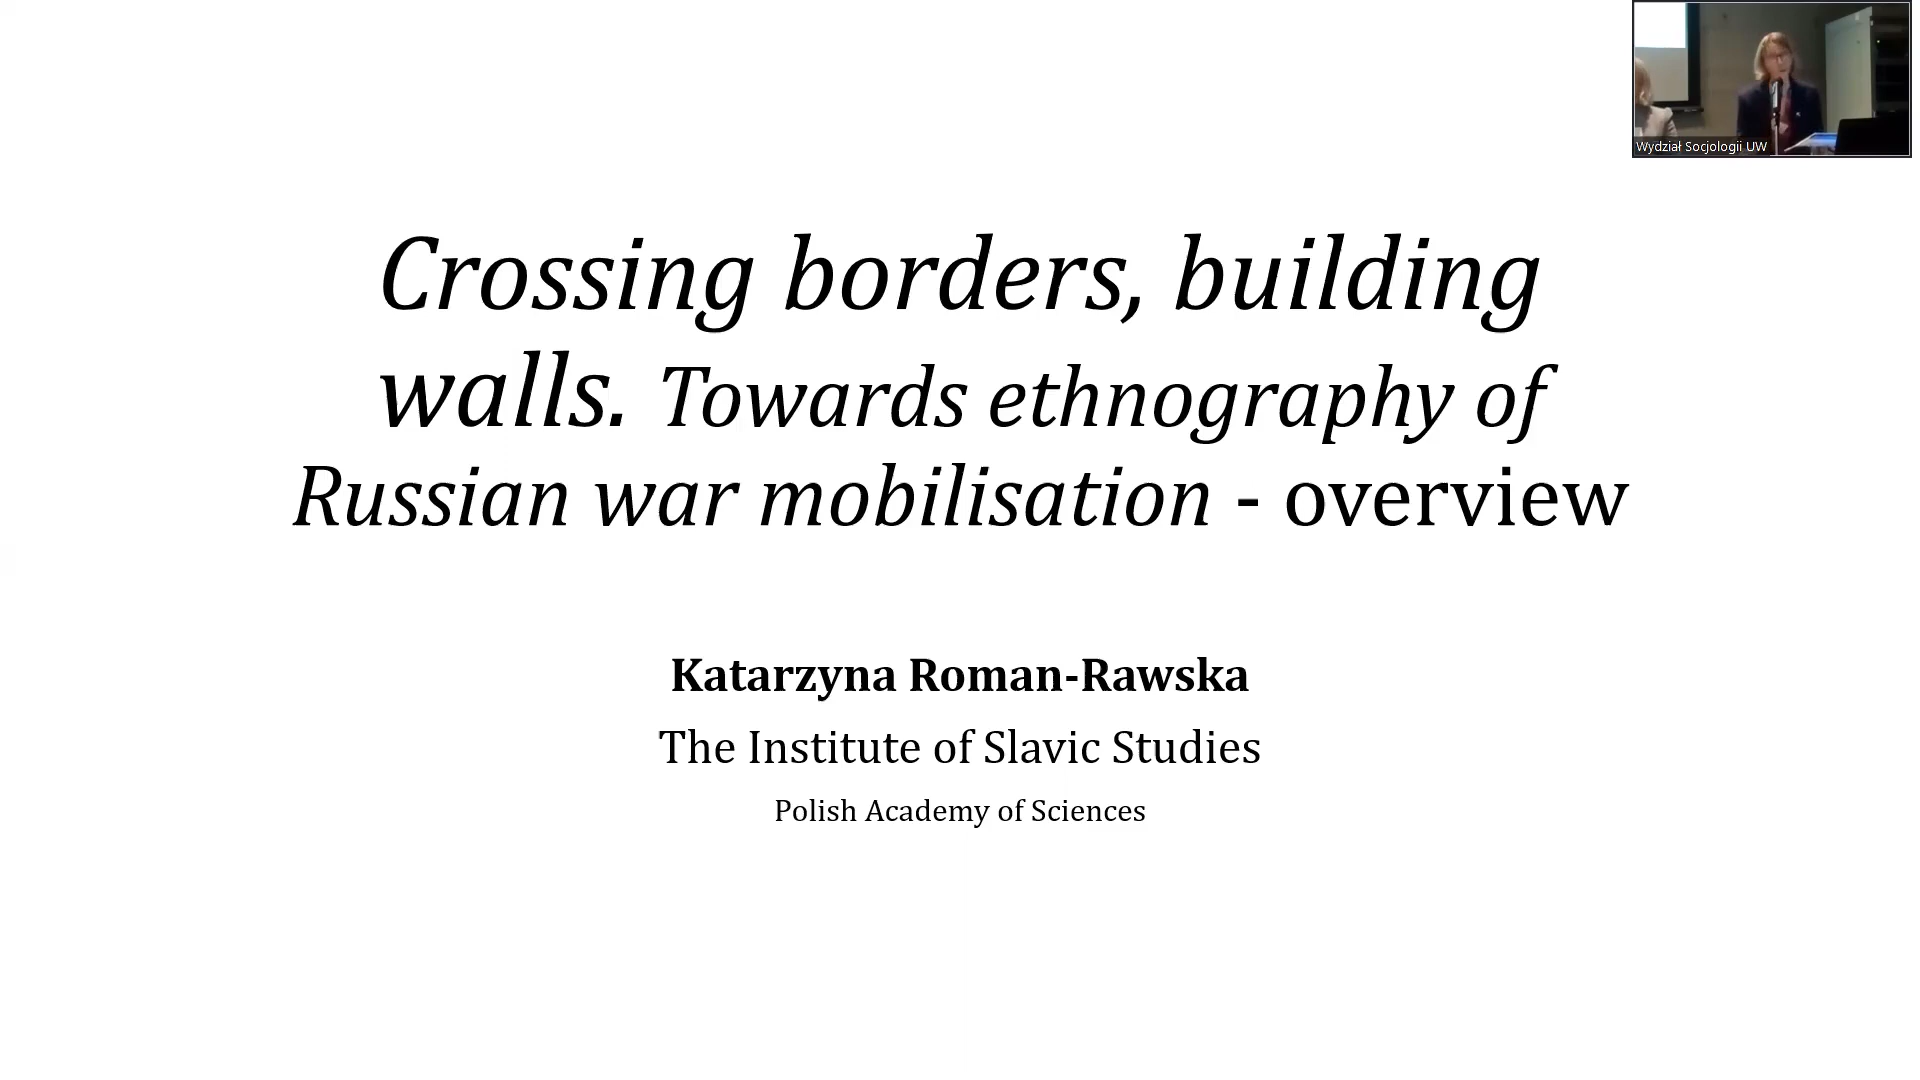 Wydział Socjologii UW
Crossing borders, building
walls. Towards ethnography of
Russian war mobilisation - overview
Katarzyna Roman-Rawska
The Institute of Slavic Studies
Polish Academy of Sciences